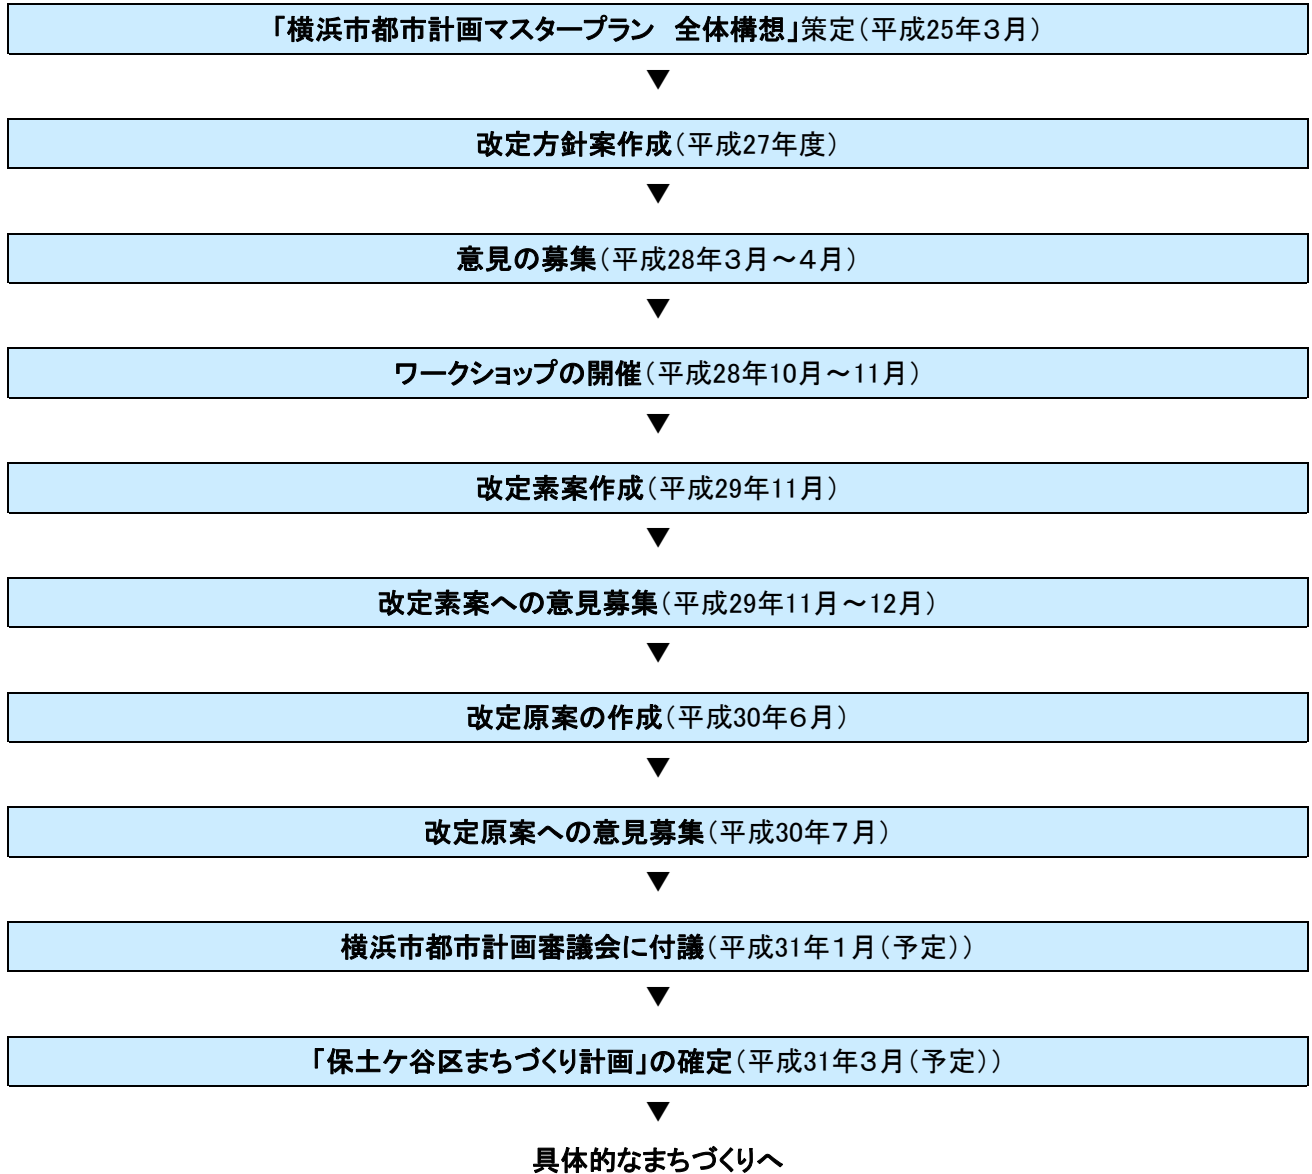 「横浜市都市計画マスタープラン　全体構想」策定（平成25年３月）
▼
改定方針案作成（平成27年度）
▼
意見の募集（平成28年３月～４月）
▼
ワークショップの開催（平成28年10月～11月）
▼
改定素案作成（平成29年11月）
▼
改定素案への意見募集（平成29年11月～12月）
▼
改定原案の作成（平成30年６月）
▼
改定原案への意見募集（平成30年７月）
▼
横浜市都市計画審議会に付議（平成31年１月（予定））
▼
「保土ケ谷区まちづくり計画」の確定（平成31年３月（予定））
▼
具体的なまちづくりへ